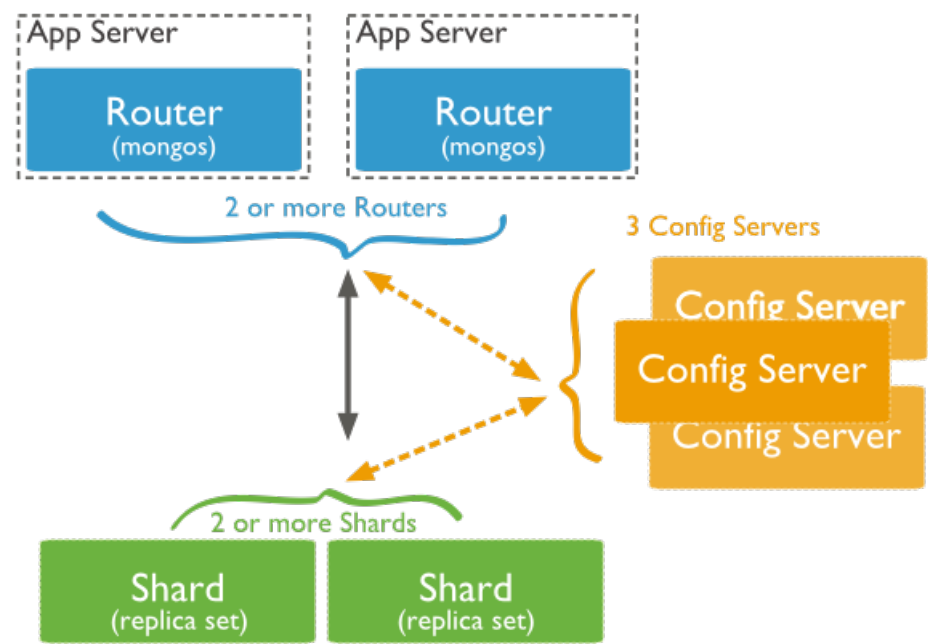 App Server
App Server
Router
(mongos)
Router
(mongos)
2 or more Routers
3 Config Servers
Config Server
Config Server
Config Server
2 or more Shards
Shard
(replica set)
Shard
(replica set)